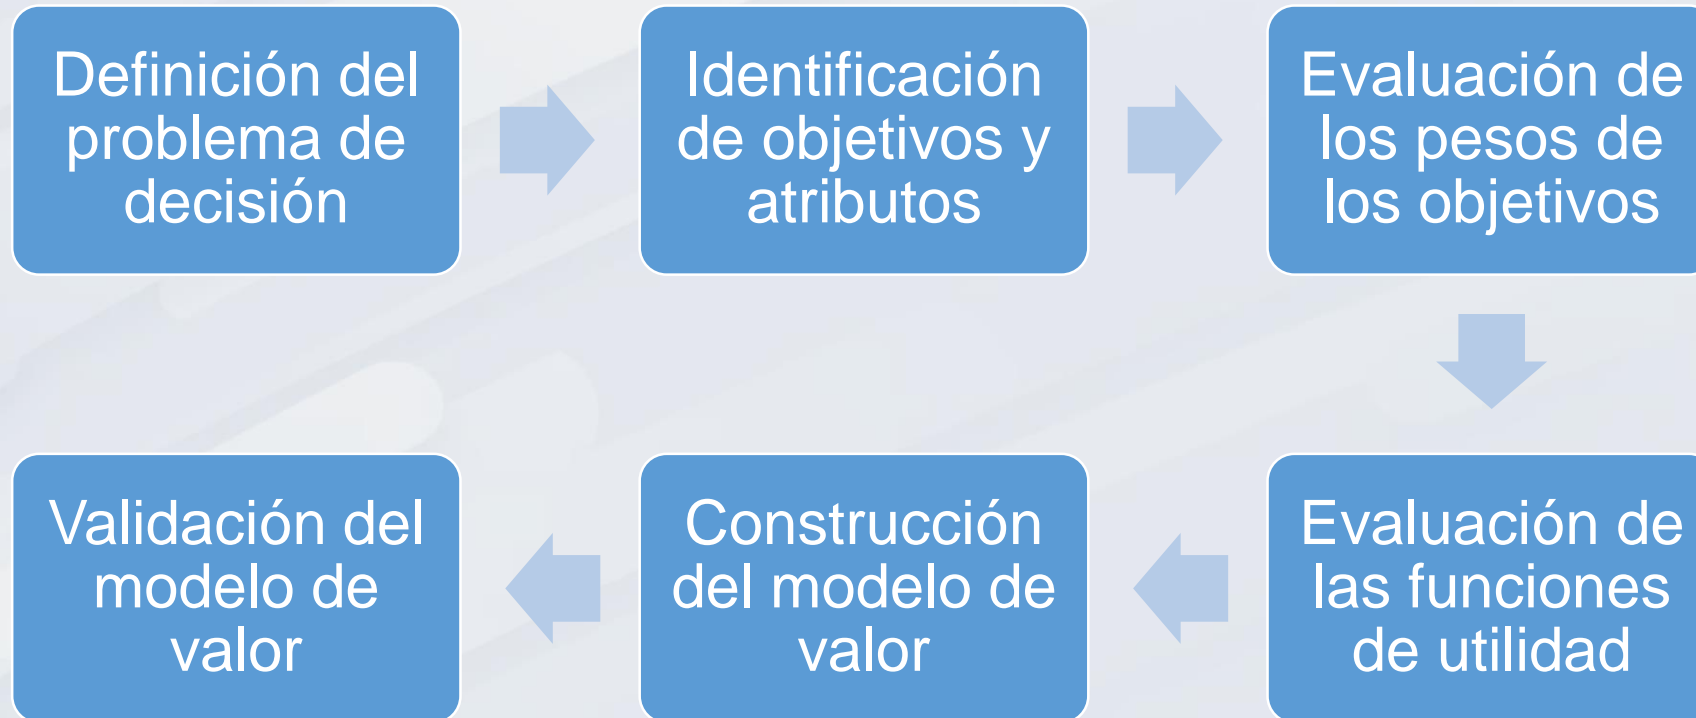 Definición del
problema de
decisión
Identificación
de objetivos y
atributos
Evaluación de
los pesos de
los objetivos
Evaluación de
las funciones
de utilidad
Construcción
del modelo de
valor
Validación del
modelo de
valor